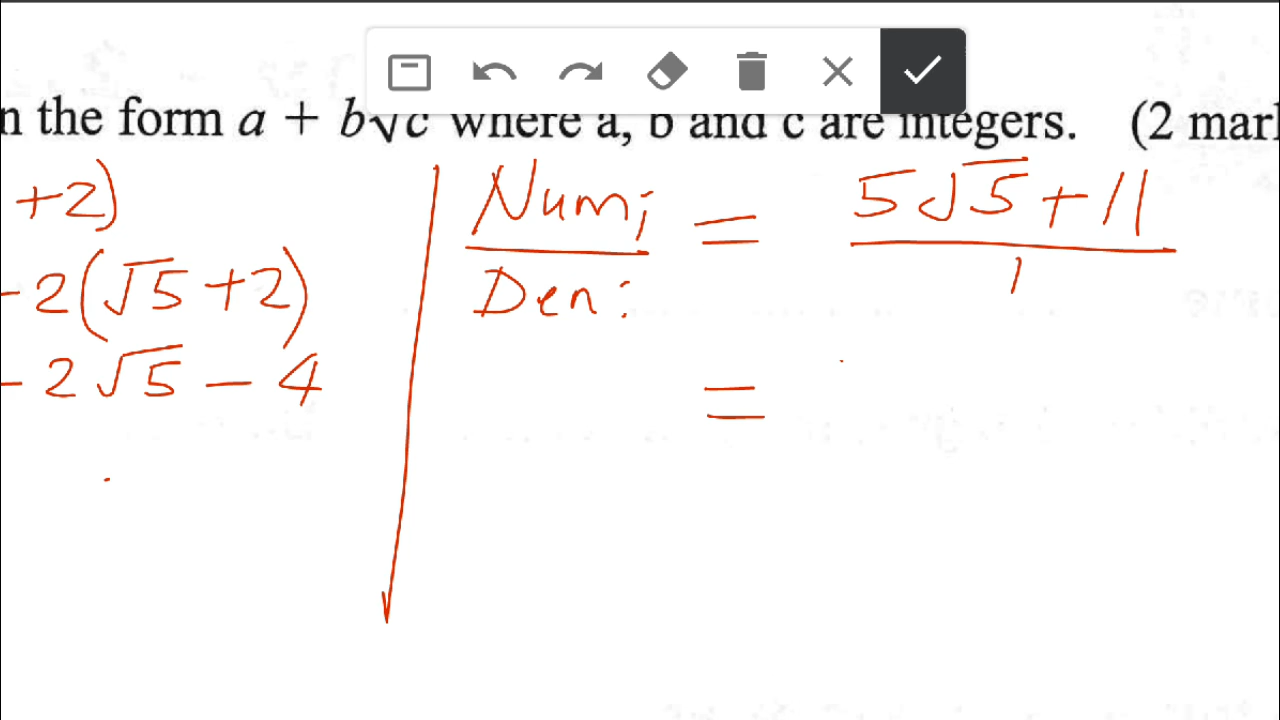 n the form a + b√c where a, b and c are integers. (2 mar
+2)
-2(√5 +2)
- 2√5 - 4
Num; / Den: = 5√5 + 11 / 1
=